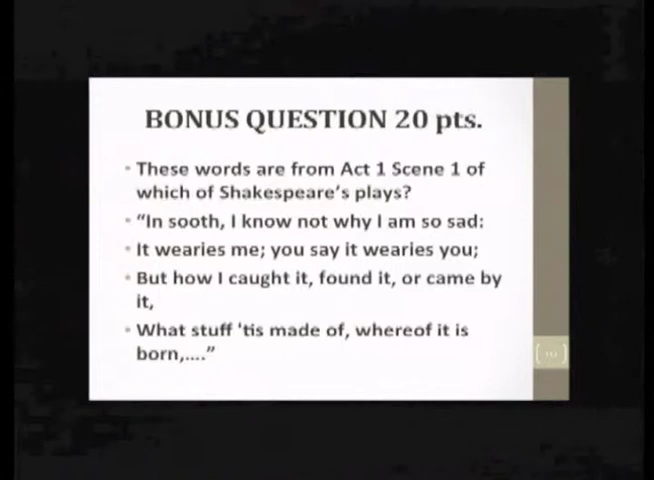 BONUS QUESTION 20 pts.
• These words are from Act 1 Scene 1 of
which of Shakespeare's plays?
• “In sooth, I know not why I am so sad:
• It wearies me; you say it wearies you;
• But how I caught it, found it, or came by
it,
• What stuff 'tis made of, whereof it is
born,....”